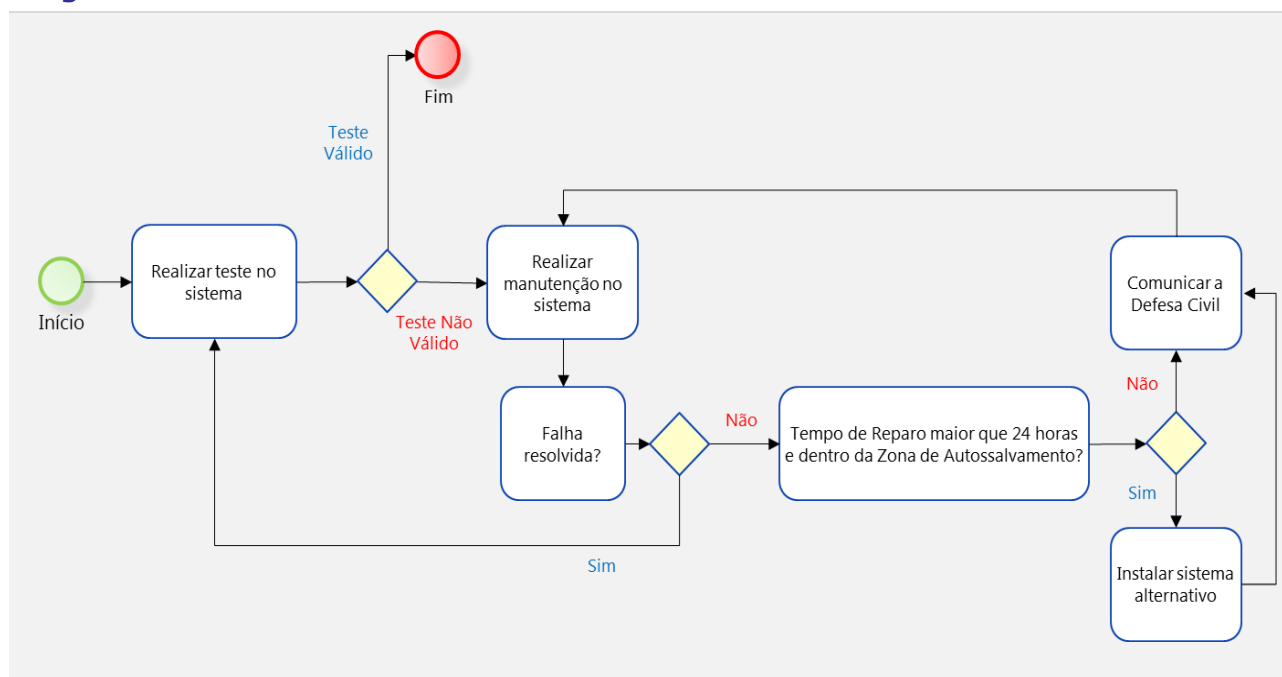 Fim
Teste
Válido
Realizar teste no
sistema
Início
Teste Não
Válido
Realizar
manutenção no
sistema
Falha
resolvida?
Não
Sim
Tempo de Reparo maior que 24 horas
e dentro da Zona de Autossalvamento?
Comunicar a
Defesa Civil
Não
Sim
Instalar sistema
alternativo